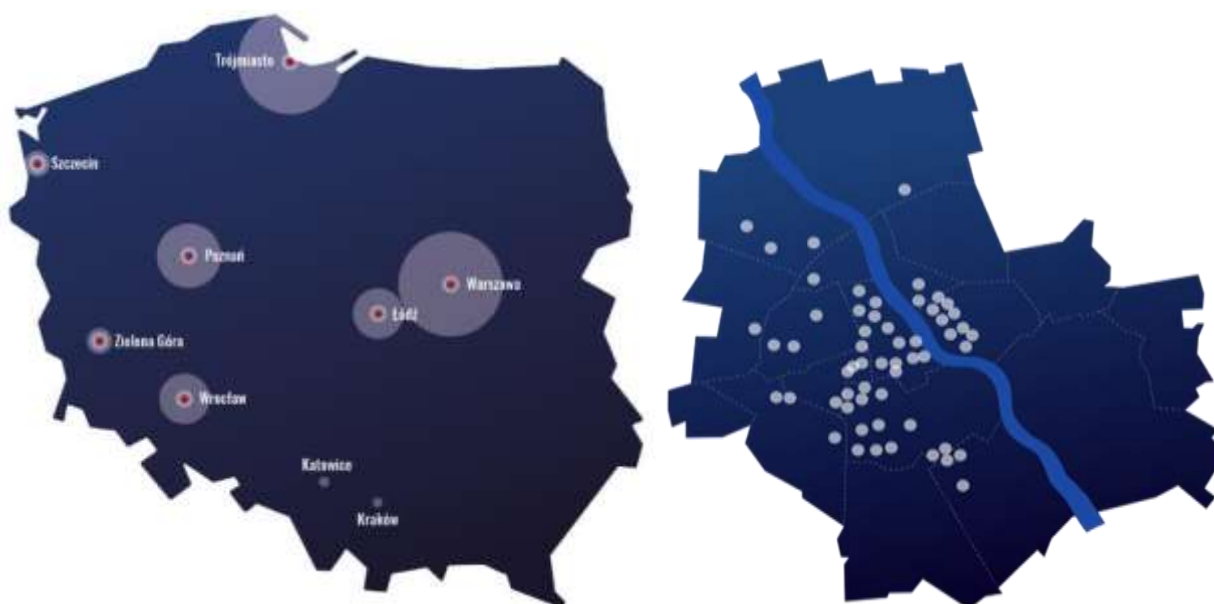 Trójmiasto
Szczecin
Poznań
Warszawa
Łódź
Zielona Góra
Wrocław
Katowice
Kraków